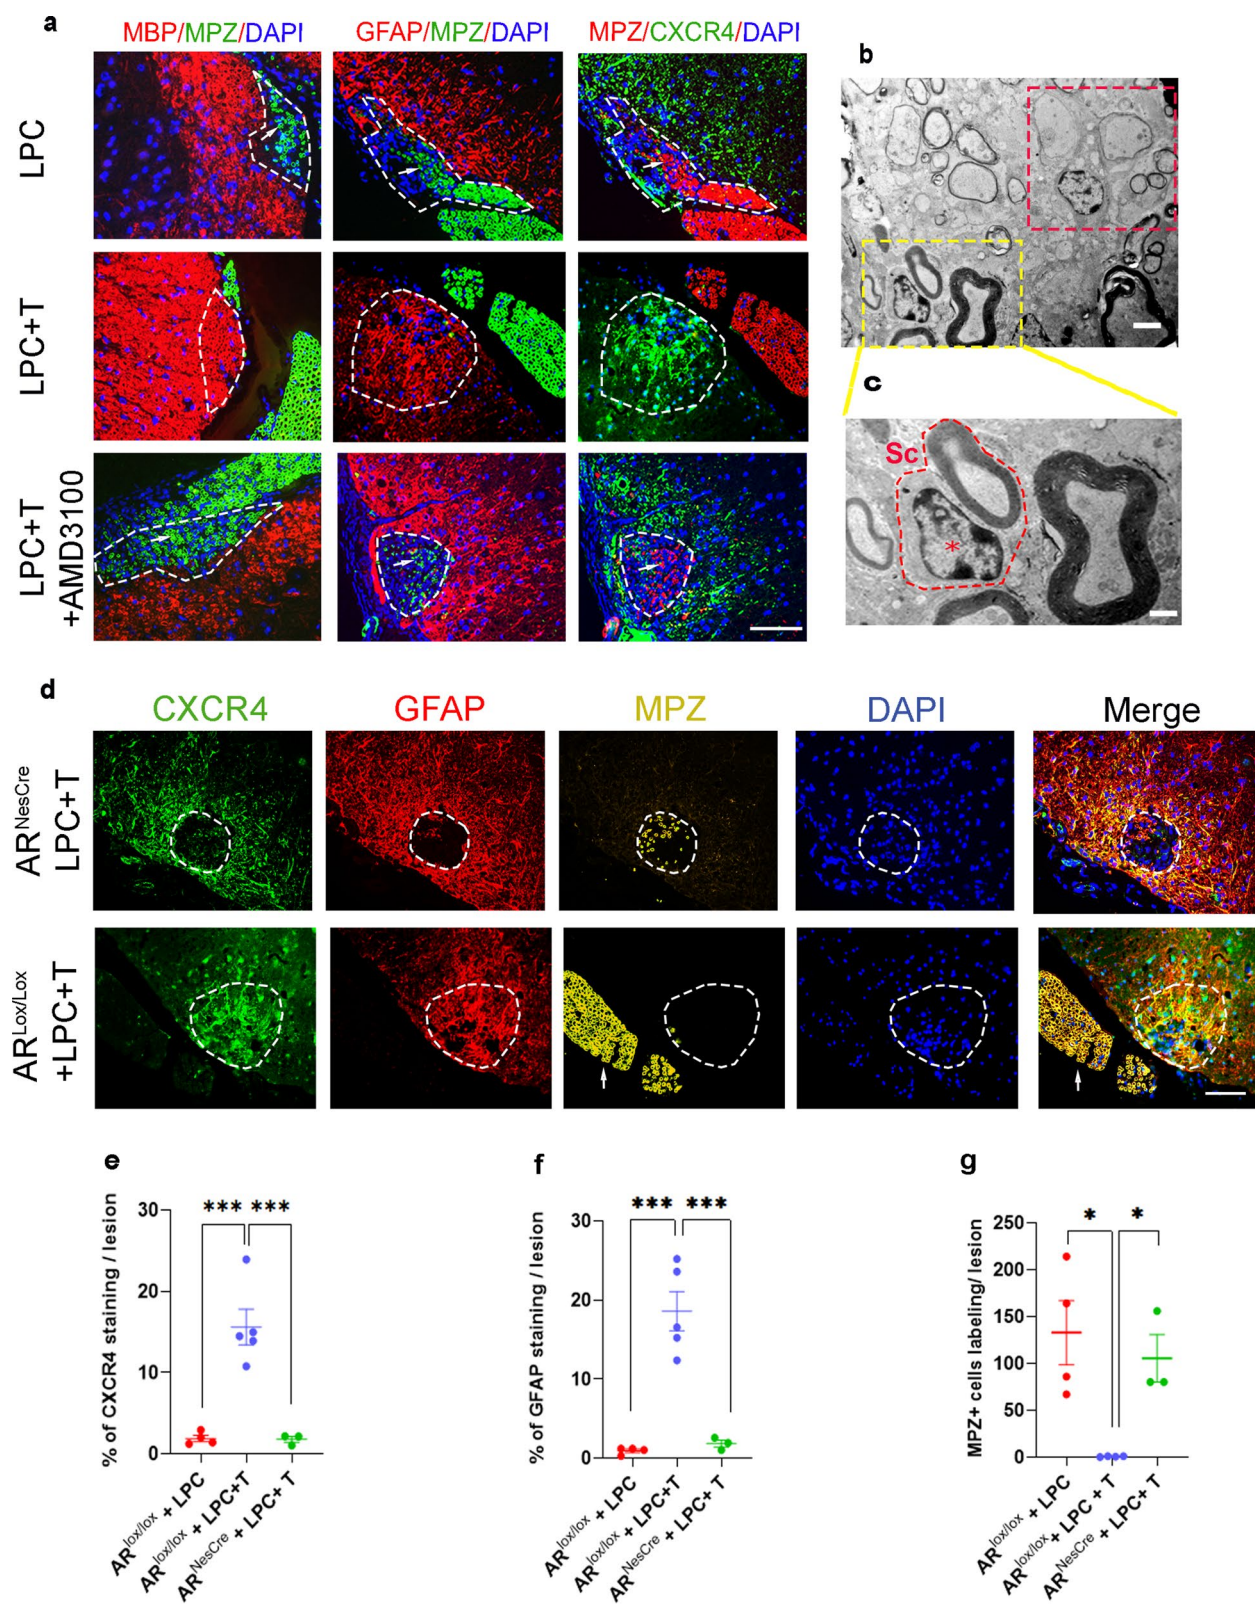 a
MBP/MPZ/DAPI
GFAP/MPZ/DAPI
MPZ/CXCR4/DAPI
LPC
LPC+T
LPC+T
+AMD3100
b
c
Sc
*
d
CXCR4
GFAP
MPZ
DAPI
Merge
AR^NesCre
LPC+T
AR^Lox/Lox
+LPC+T
e
% of CXCR4 staining / lesion
30
20
10
0
*** ***
AR^lox/lox + LPC
AR^lox/lox + LPC+T
AR^NesCre + LPC+ T
f
% of GFAP staining / lesion
30
20
10
0
*** ***
AR^lox/lox + LPC
AR^lox/lox + LPC+T
AR^NesCre + LPC+ T
g
MPZ+ cells labeling/ lesion
250
200
150
100
50
0
* *
AR^lox/lox + LPC
AR^lox/lox + LPC + T
AR^NesCre + LPC+ T